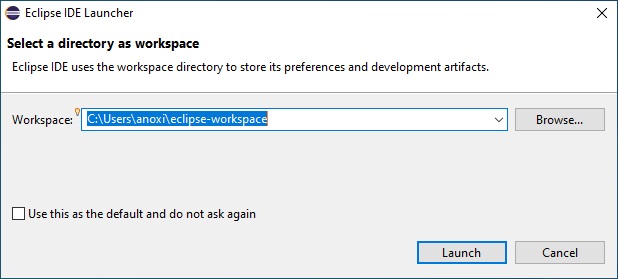 Eclipse IDE Launcher
Select a directory as workspace
Eclipse IDE uses the workspace directory to store its preferences and development artifacts.
Workspace: C:\Users\anoxi\eclipse-workspace Browse...
Use this as the default and do not ask again
Launch Cancel